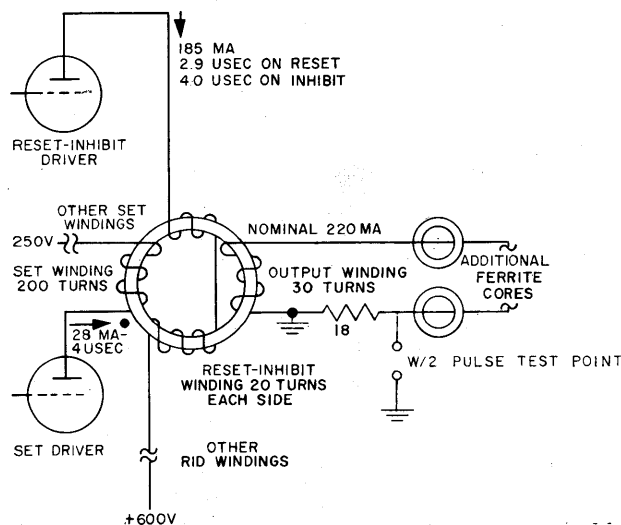 185 MA
2.9 USEC ON RESET
4.0 USEC ON INHIBIT
RESET-INHIBIT
DRIVER
OTHER SET
WINDINGS
250V
NOMINAL 220 MA
SET WINDING
200 TURNS
OUTPUT WINDING
30 TURNS
ADDITIONAL
FERRITE
CORES
28 MA-
4 USEC
18
W/2 PULSE TEST POINT
RESET-INHIBIT
WINDING 20 TURNS
EACH SIDE
SET DRIVER
OTHER
RID WINDINGS
+600V